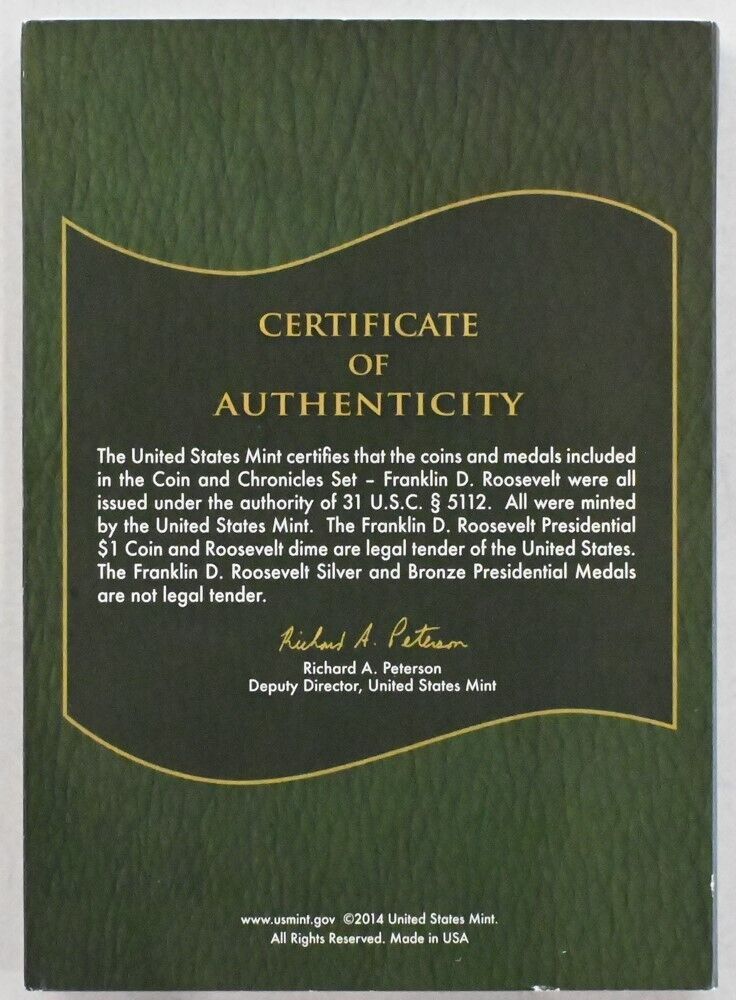 CERTIFICATE
OF
AUTHENTICITY
The United States Mint certifies that the coins and medals included
in the Coin and Chronicles Set – Franklin D. Roosevelt were all
issued under the authority of 31 U.S.C. § 5112. All were minted
by the United States Mint. The Franklin D. Roosevelt Presidential
$1 Coin and Roosevelt dime are legal tender of the United States.
The Franklin D. Roosevelt Silver and Bronze Presidential Medals
are not legal tender.
Richard A. Peterson
Richard A. Peterson
Deputy Director, United States Mint
www.usmint.gov ©2014 United States Mint.
All Rights Reserved. Made in USA